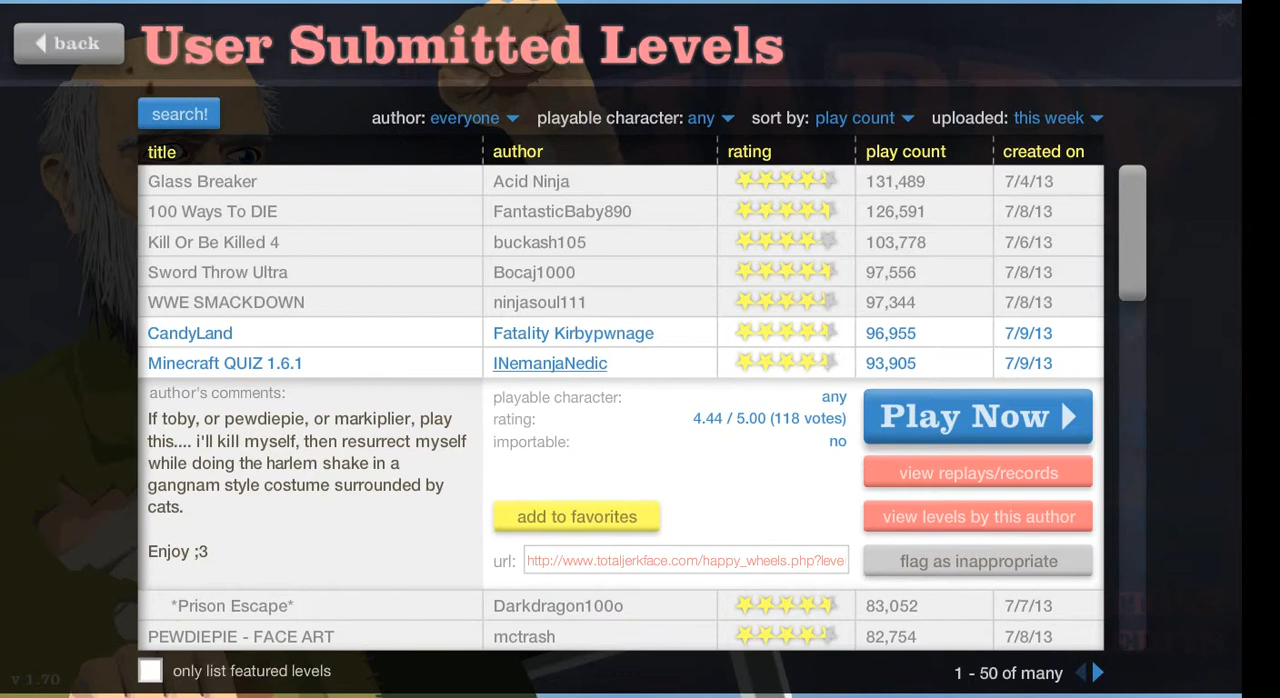 back
User Submitted Levels
search!
author: everyone playable character: any sort by: play count uploaded: this week
title author rating play count created on
Glass Breaker Acid Ninja 131,489 7/4/13
100 Ways To DIE FantasticBaby890 126,591 7/8/13
Kill Or Be Killed 4 buckash105 103,778 7/6/13
Sword Throw Ultra Bocaj1000 97,556 7/8/13
WWE SMACKDOWN ninjasoul111 97,344 7/8/13
CandyLand Fatality Kirbypwnage 96,955 7/9/13
Minecraft QUIZ 1.6.1 INemanjaNedic 93,905 7/9/13
author's comments:
If toby, or pewdiepie, or markiplier, play
this.... i'll kill myself, then resurrect myself
while doing the harlem shake in a
gangnam style costume surrounded by
cats.
Enjoy ;3
playable character: any
rating: 4.44 / 5.00 (118 votes)
importable: no
add to favorites
url: http://www.totaljerkface.com/happy_wheels.php?leve
Play Now
view replays/records
view levels by this author
flag as inappropriate
*Prison Escape* Darkdragon100o 83,052 7/7/13
PEWDIEPIE - FACE ART mctrash 82,754 7/8/13
only list featured levels
1 - 50 of many
v 1.70